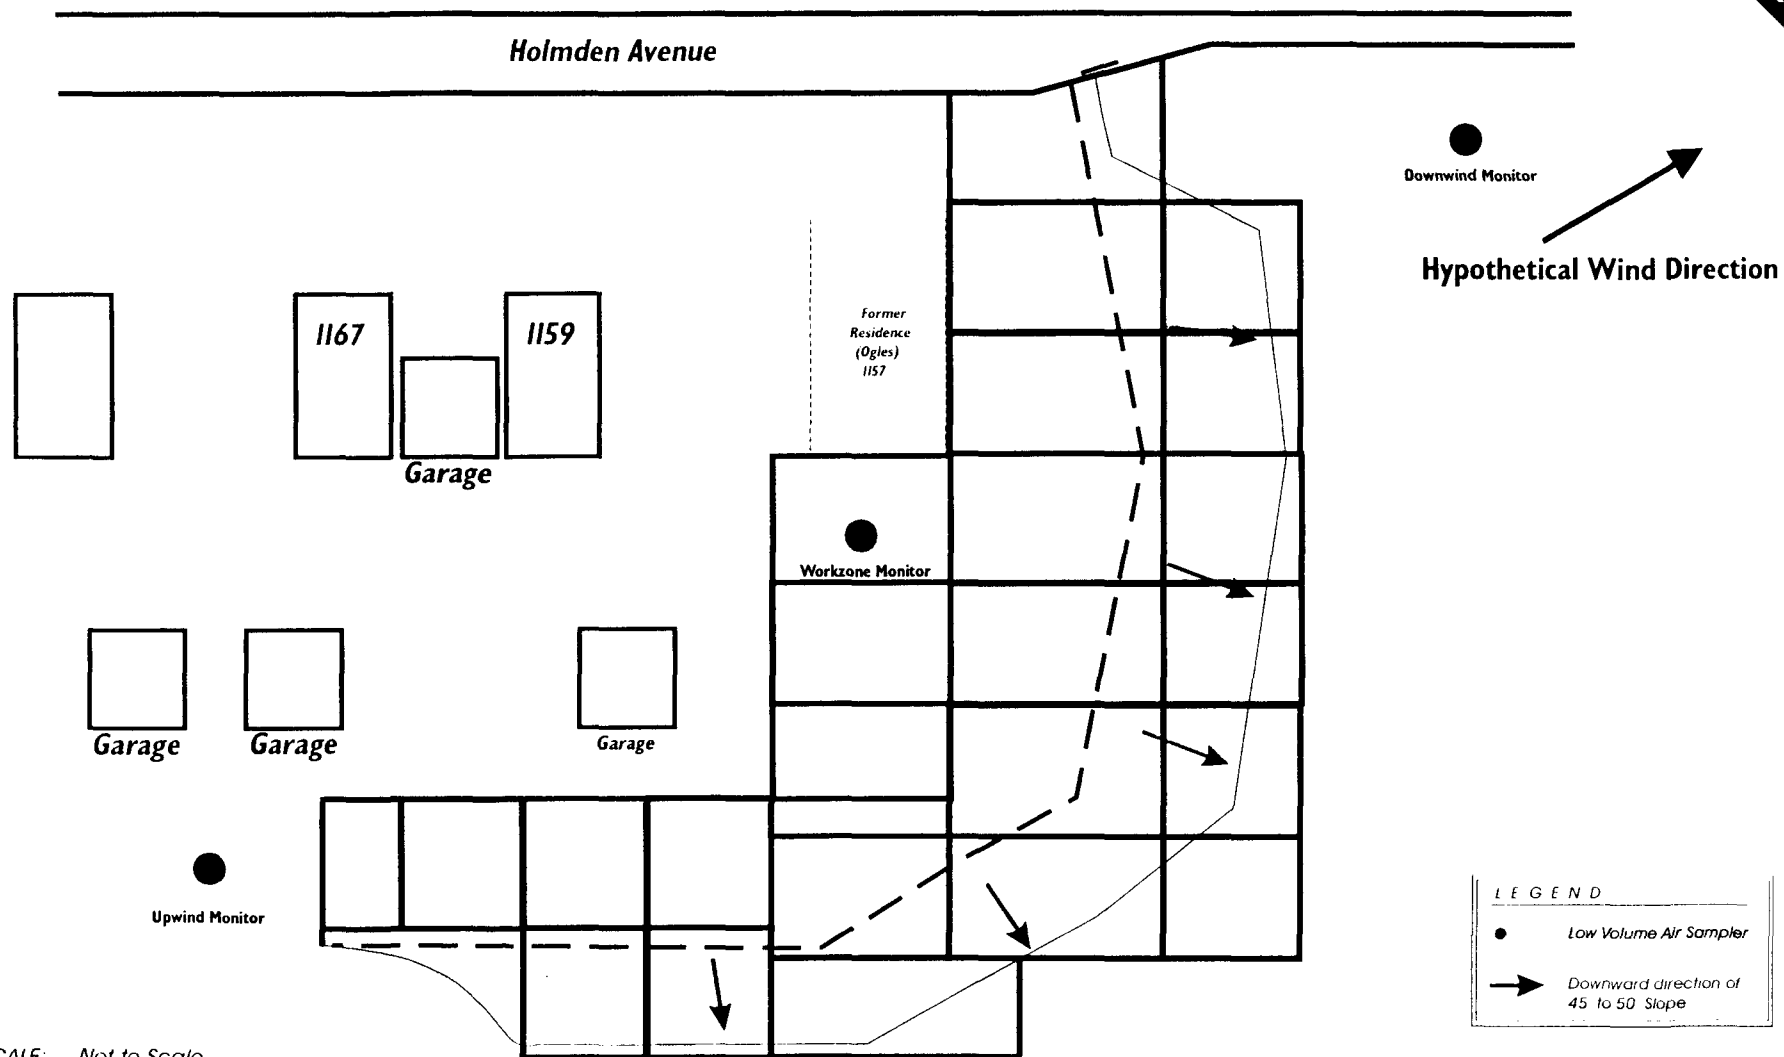 Holmden Avenue
Downwind Monitor
Hypothetical Wind Direction
1167
1159
Garage
Former
Residence
(Ogles)
1157
Workzone Monitor
Garage
Garage
Garage
Upwind Monitor
LEGEND
Low Volume Air Sampler
Downward direction of
45 to 50 Slope
Not to Scale